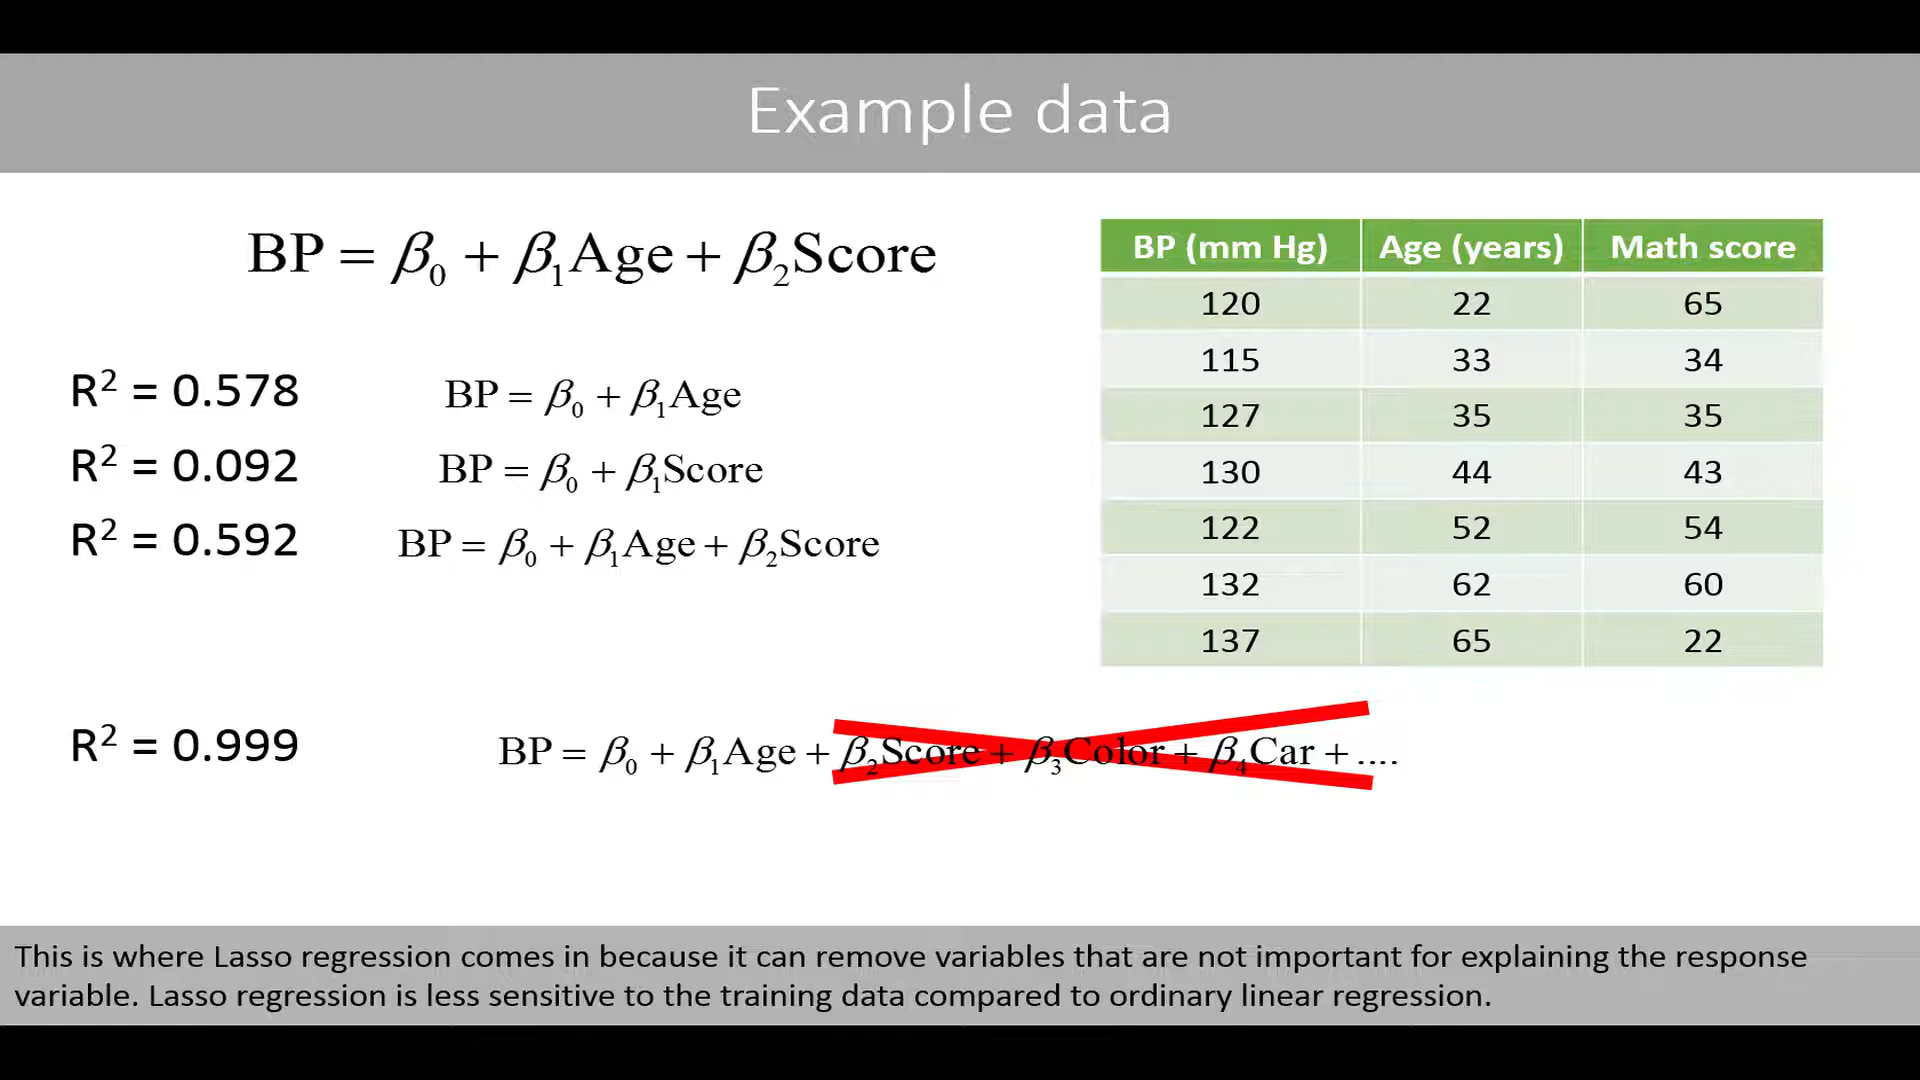 Example data
BP = β₀ + β₁Age + β₂Score
R² = 0.578 BP = β₀ + β₁Age
R² = 0.092 BP = β₀ + β₁Score
R² = 0.592 BP = β₀ + β₁Age + β₂Score
BP (mm Hg) Age (years) Math score
120 22 65
115 33 34
127 35 35
130 44 43
122 52 54
132 62 60
137 65 22
R² = 0.999 BP = β₀ + β₁Age + β₂Score + β₃Color + β₄Car + ....
This is where Lasso regression comes in because it can remove variables that are not important for explaining the response
variable. Lasso regression is less sensitive to the training data compared to ordinary linear regression.